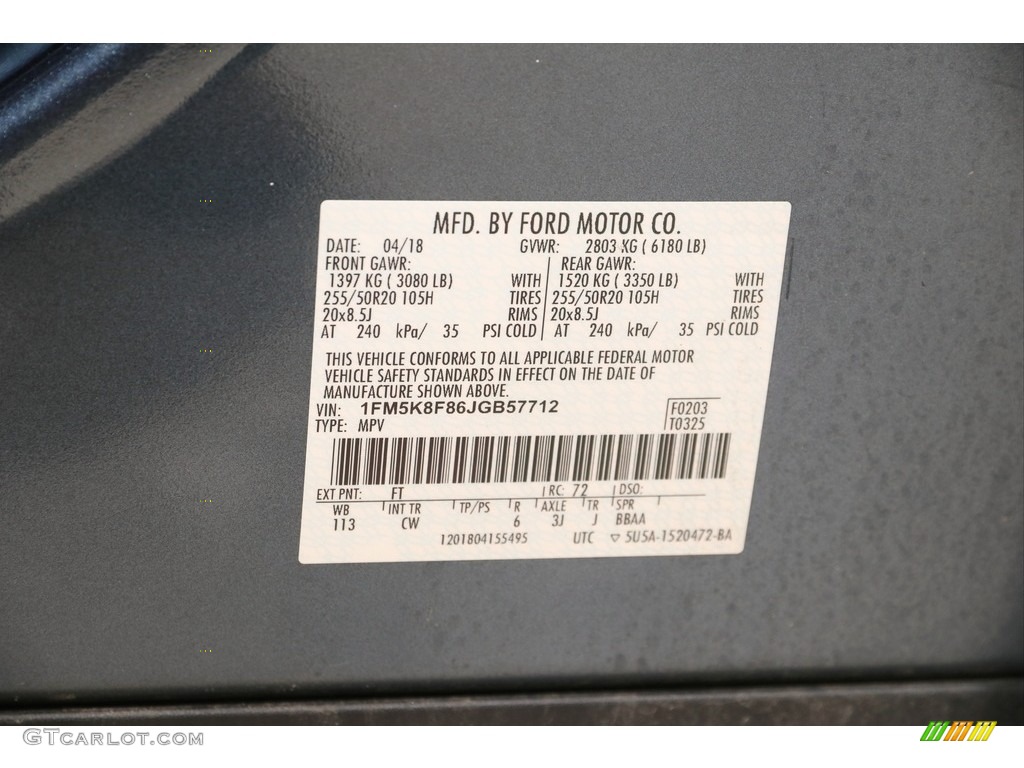 MFD. BY FORD MOTOR CO.
DATE: 04/18 GVWR: 2803 KG ( 6180 LB)
FRONT GAWR: REAR GAWR:
1397 KG ( 3080 LB) WITH 1520 KG ( 3350 LB) WITH
255/50R20 105H TIRES 255/50R20 105H TIRES
20x8.5J RIMS 20x8.5J RIMS
AT 240 kPa/ 35 PSI COLD AT 240 kPa/ 35 PSI COLD
THIS VEHICLE CONFORMS TO ALL APPLICABLE FEDERAL MOTOR
VEHICLE SAFETY STANDARDS IN EFFECT ON THE DATE OF
MANUFACTURE SHOWN ABOVE.
VIN: 1FM5K8F86JGB57712 F0203
TYPE: MPV T0325
EXT PNT: FT RC: 72 DSO:
WB INT TR TP/PS R AXLE TR SPR
113 CW 6 3J J BBAA
1201804155495 UTC ▽ 5U5A-1520472-BA
GTCARLOT.COM